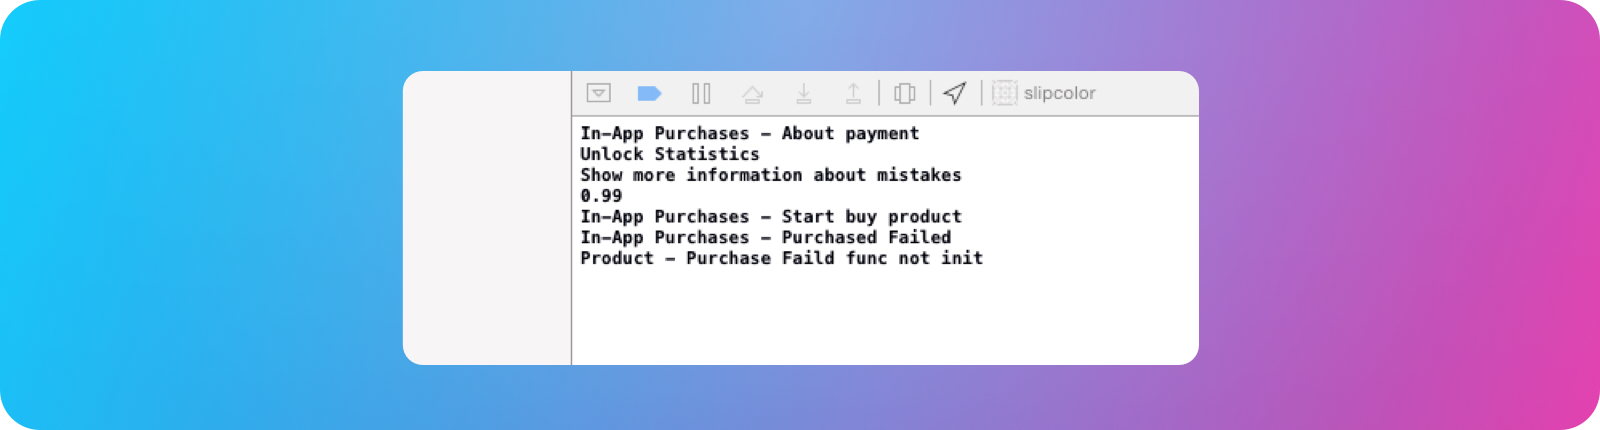 slipcolor
In-App Purchases - About payment
Unlock Statistics
Show more information about mistakes
0.99
In-App Purchases - Start buy product
In-App Purchases - Purchased Failed
Product - Purchase Faild func not init